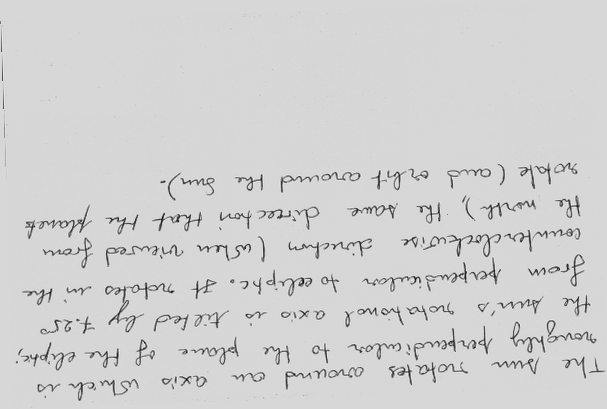 The sun rotates around an axis which is
roughly perpendicular to the plane of the eliptic;
the sun's rotational axis is tilted by 7.25°
from perpendicular to ecliptic. It rotates in the
counterclockwise direction (when viewed from
the north), the same direction that the planets
rotate (and orbit around the Sun).